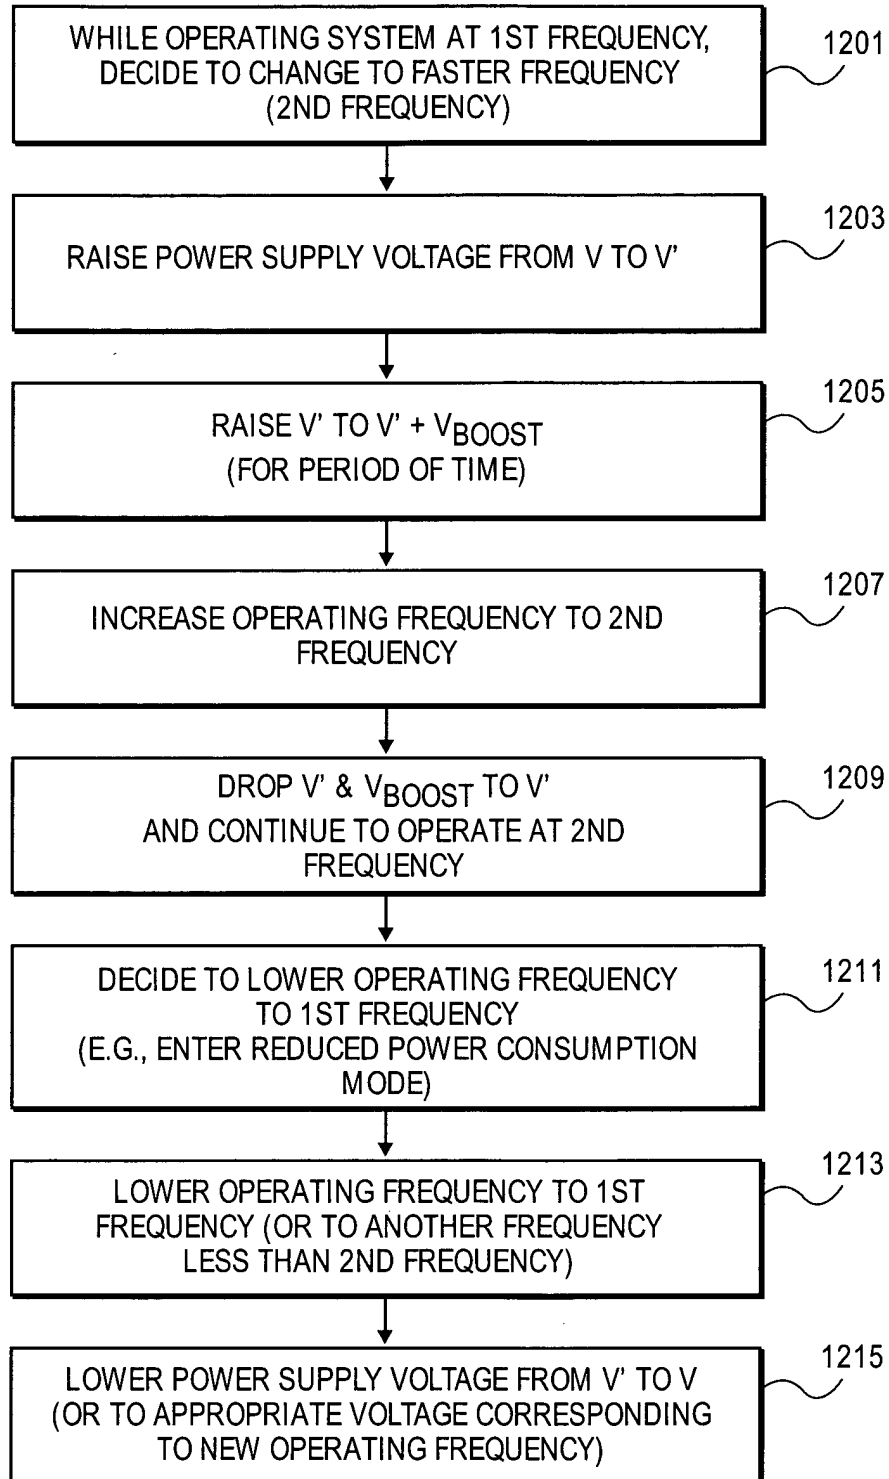 WHILE OPERATING SYSTEM AT 1ST FREQUENCY,
DECIDE TO CHANGE TO FASTER FREQUENCY
(2ND FREQUENCY)
1201
RAISE POWER SUPPLY VOLTAGE FROM V TO V'
1203
RAISE V' TO V' + VBOOST
(FOR PERIOD OF TIME)
1205
INCREASE OPERATING FREQUENCY TO 2ND
FREQUENCY
1207
DROP V' & VBOOST TO V'
AND CONTINUE TO OPERATE AT 2ND
FREQUENCY
1209
DECIDE TO LOWER OPERATING FREQUENCY
TO 1ST FREQUENCY
(E.G., ENTER REDUCED POWER CONSUMPTION
MODE)
1211
LOWER OPERATING FREQUENCY TO 1ST
FREQUENCY (OR TO ANOTHER FREQUENCY
LESS THAN 2ND FREQUENCY)
1213
LOWER POWER SUPPLY VOLTAGE FROM V' TO V
(OR TO APPROPRIATE VOLTAGE CORRESPONDING
TO NEW OPERATING FREQUENCY)
1215